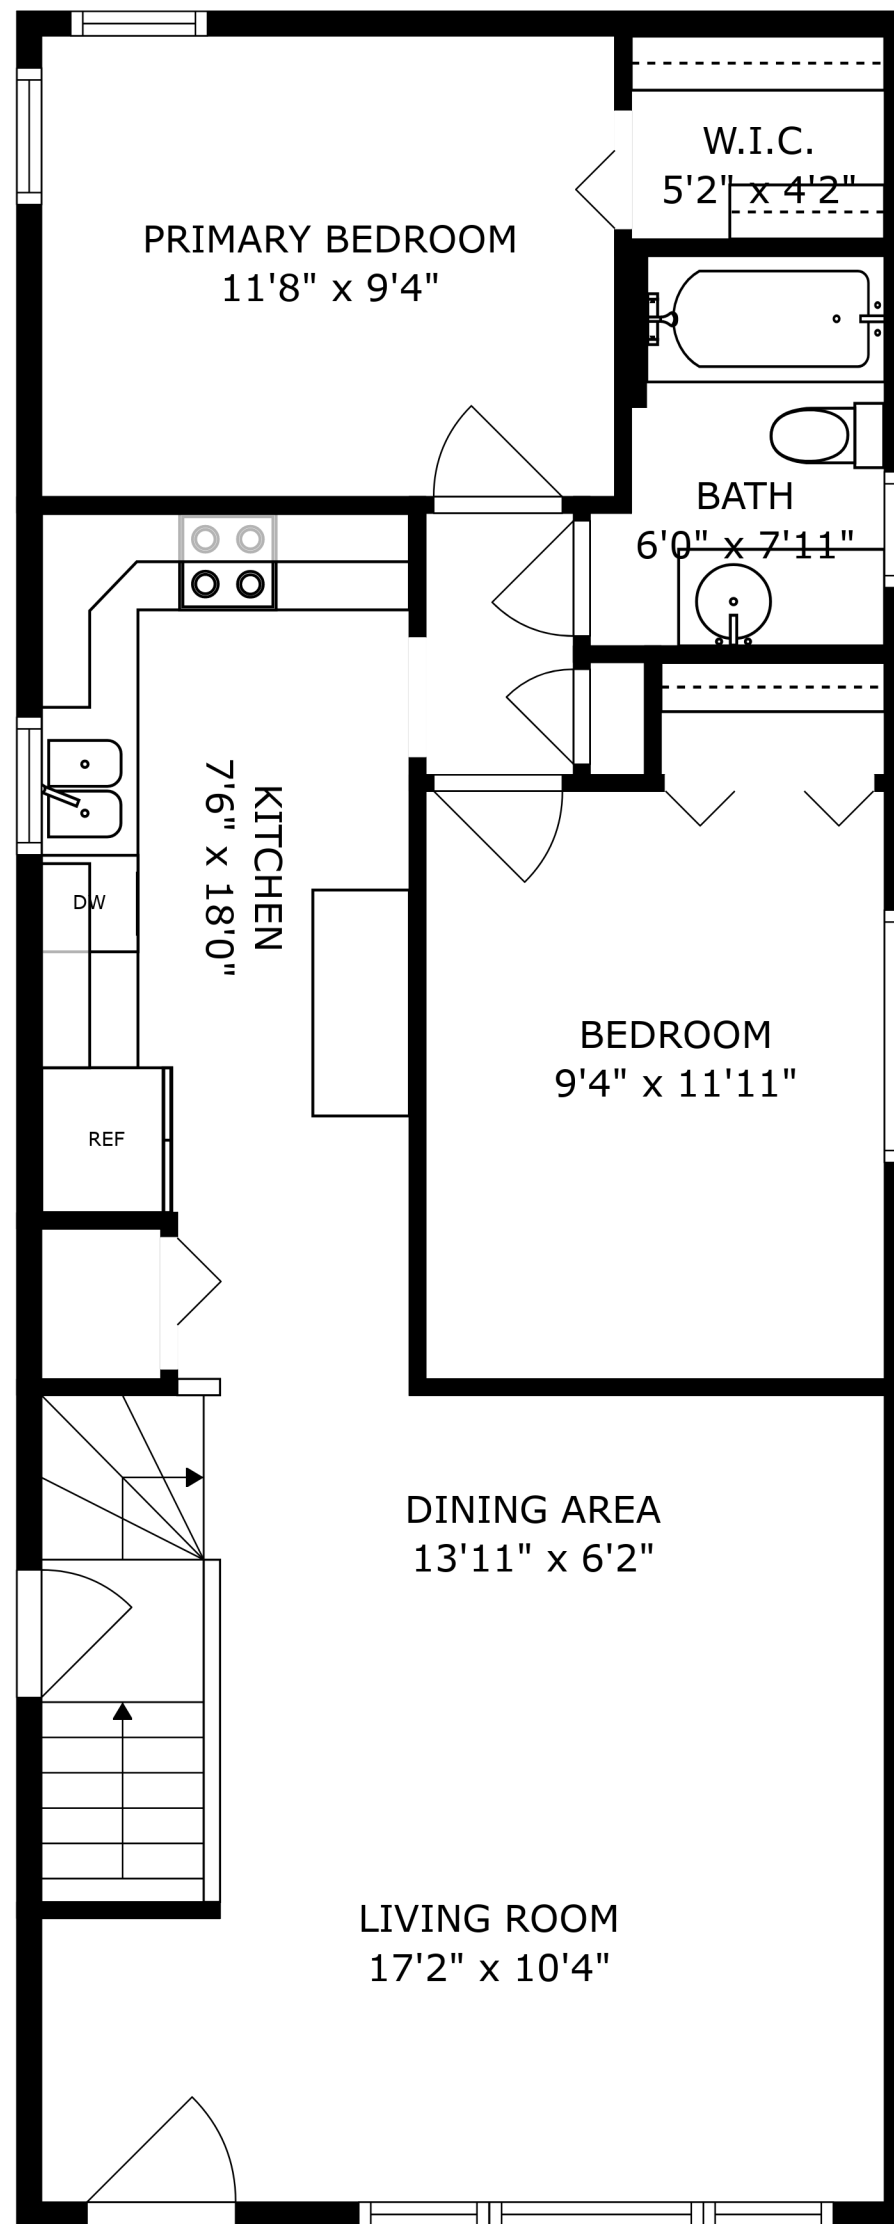 W.I.C.
5'2" x 4'2"
PRIMARY BEDROOM
11'8" x 9'4"
BATH
6'0" x 7'11"
KITCHEN
7'6" x 18'0"
DW
BEDROOM
9'4" x 11'11"
REF
DINING AREA
13'11" x 6'2"
LIVING ROOM
17'2" x 10'4"